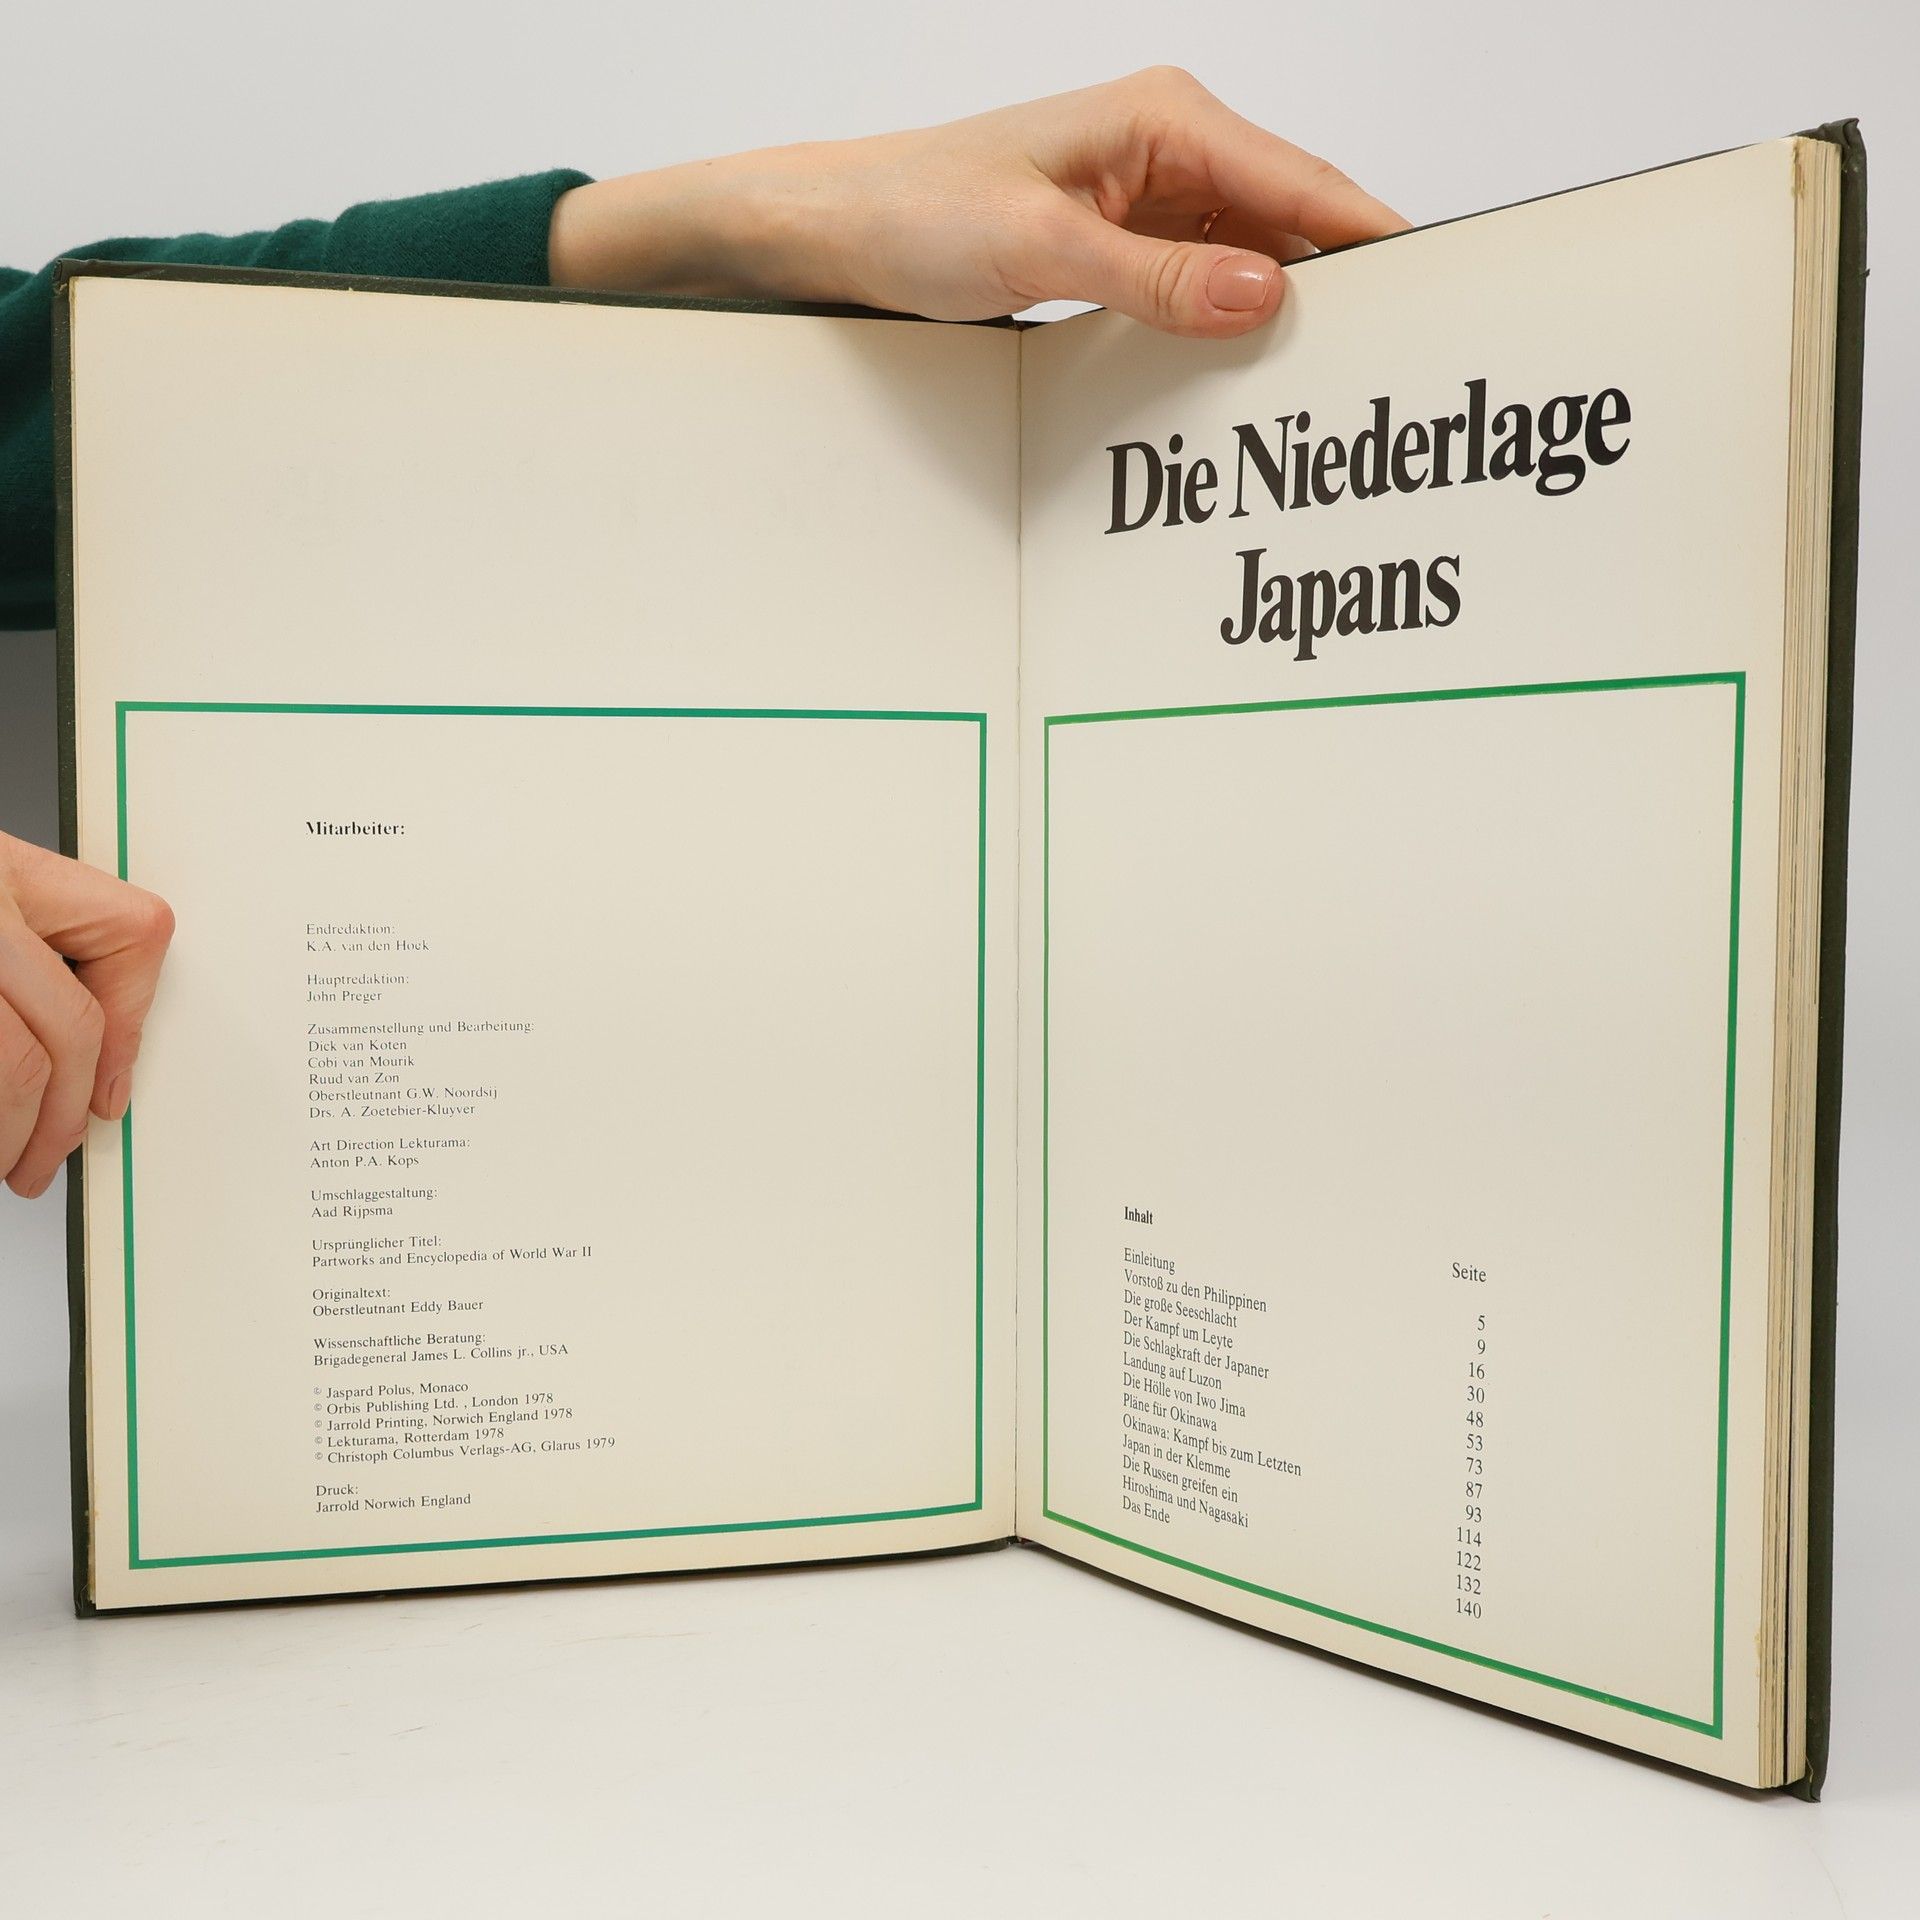 Mitarbeiter:
Endredaktion:
K.A. van den Hoek
Hauptredaktion:
John Preger
Zusammenstellung und Bearbeitung:
Dick van Koten
Cobi van Mourik
Ruud van Zon
Oberstleutnant G.W. Noordsij
Drs. A. Zoetebier-Kluyver
Art Direction Lekturama:
Anton P.A. Kops
Umschlaggestaltung:
Aad Rijpsma
Ursprünglicher Titel:
Partworks and Encyclopedia of World War II
Originaltext:
Oberstleutnant Eddy Bauer
Wissenschaftliche Beratung:
Brigadegeneral James L. Collins jr., USA
© Jaspard Polus, Monaco
© Orbis Publishing Ltd. , London 1978
© Jarrold Printing, Norwich England 1978
© Lekturama, Rotterdam 1978
© Christoph Columbus Verlags-AG, Glarus 1979
Druck:
Jarrold Norwich England
Die Niederlage
Japans
Inhalt
Seite
Einleitung 5
Vorstoß zu den Philippinen 9
Die große Seeschlacht 16
Der Kampf um Leyte 30
Die Schlagkraft der Japaner 48
Landung auf Luzon 53
Die Hölle von Iwo Jima 73
Pläne für Okinawa 87
Okinawa: Kampf bis zum Letzten 93
Japan in der Klemme 114
Die Russen greifen ein 122
Hiroshima und Nagasaki 132
Das Ende 140